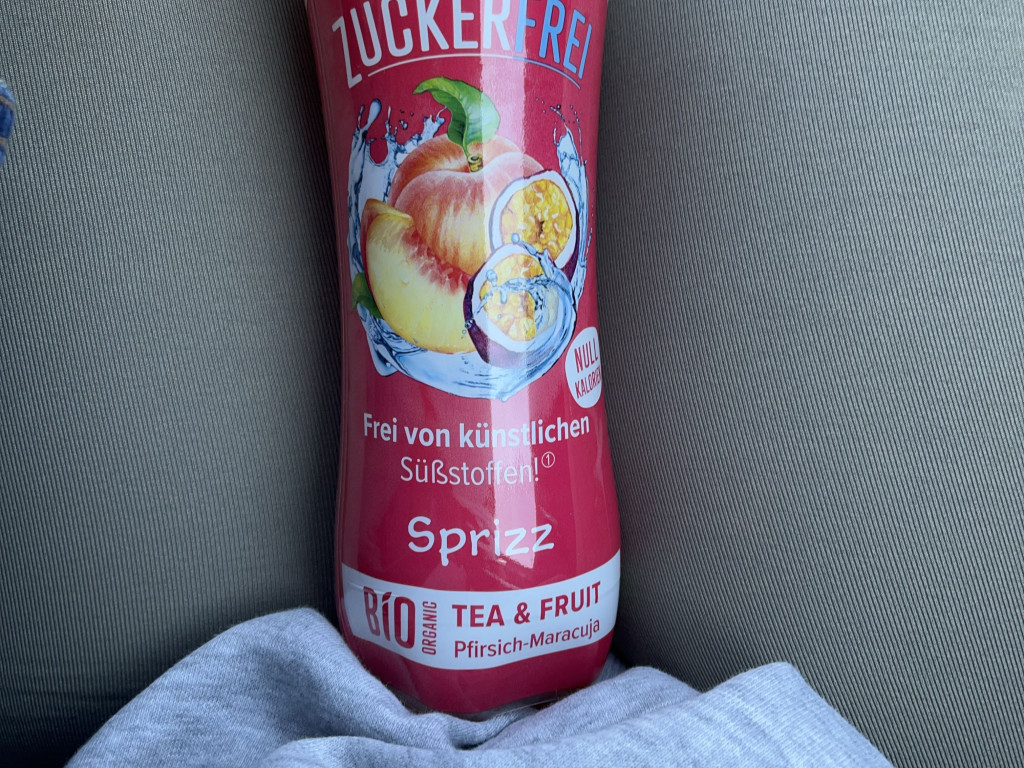 ZUCKERFREI
NULL
KALORIEN
Frei von künstlichen
Süßstoffen!①
Sprizz
BIO
ORGANIC
TEA & FRUIT
Pfirsich-Maracuja